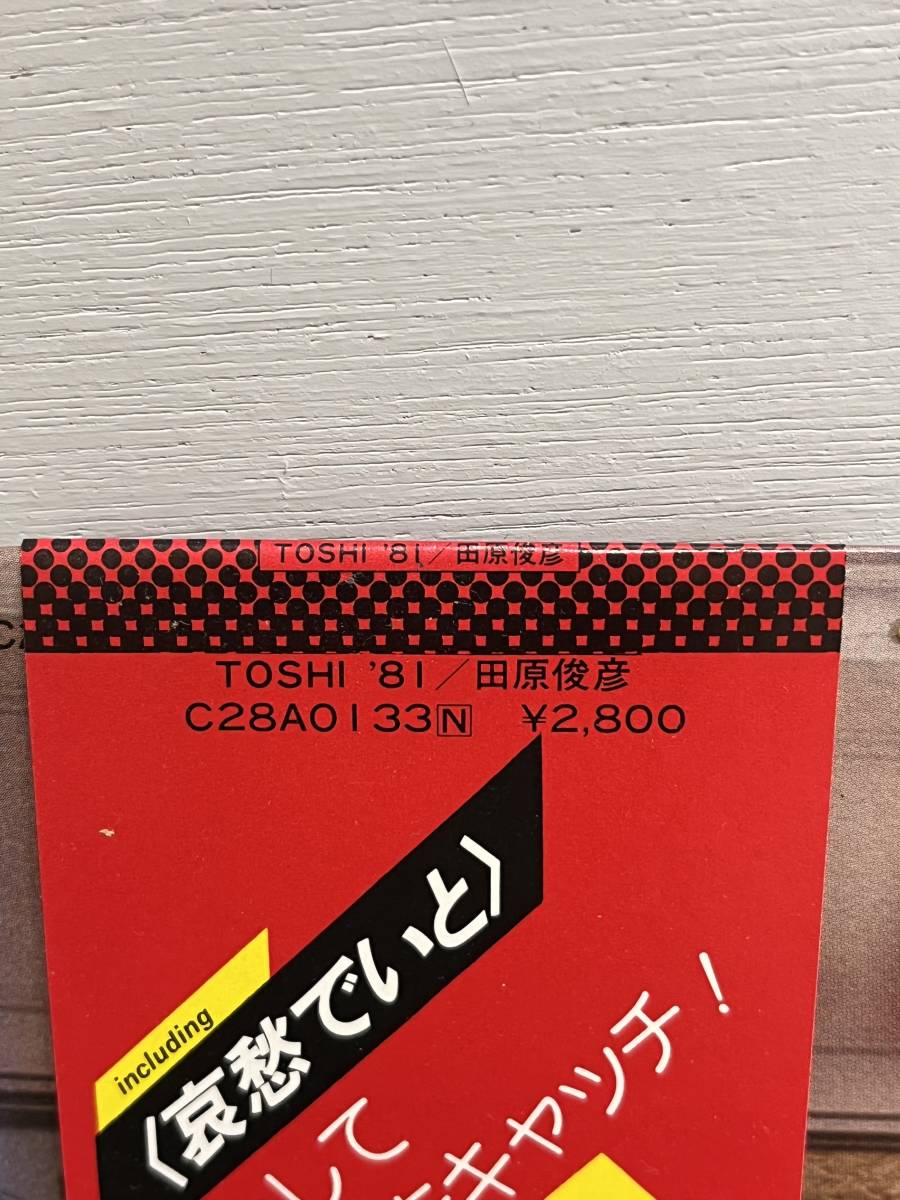 TOSHI '81/田原俊彦
TOSHI '81/田原俊彦
C28A0133N ¥2,800
including
〈哀愁でいと〉
して
キャッチ!